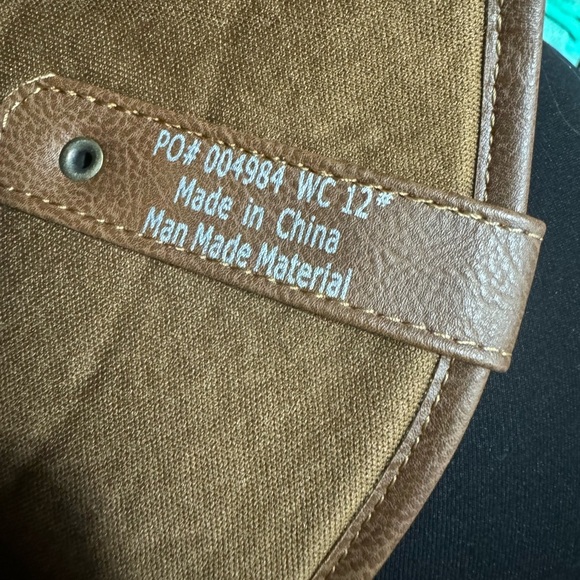 PO# 004984 WC 12#
Made in China
Man Made Material